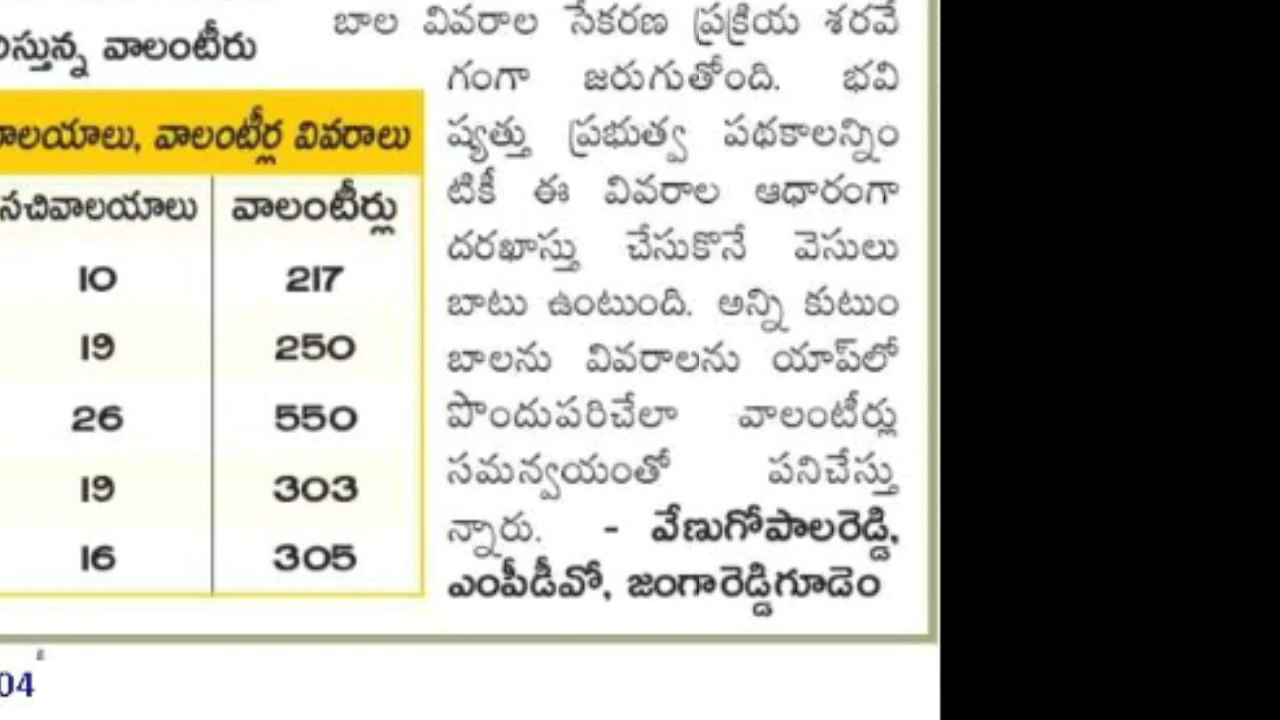 బాల వివరాల సేకరణ ప్రక్రియ శరవే
గంగా జరుగుతోంది. భవి
ష్యత్తు ప్రభుత్వ పథకాలన్నిం
టికీ ఈ వివరాల ఆధారంగా
దరఖాస్తు చేసుకొనే వెసులు
బాటు ఉంటుంది. అన్ని కుటుం
బాలను వివరాలను యాప్‌లో
పొందుపరిచేలా వాలంటీర్లు
సమన్వయంతో పనిచేస్తు
న్నారు. - వేణుగోపాలరెడ్డి,
ఎంపీడీవో, జంగారెడ్డిగూడెం
వాలంటీరు
వాలంటీర్ల వివరాలు
సచివాలయాలు వాలంటీర్లు
10 217
19 250
26 550
19 303
16 305
04